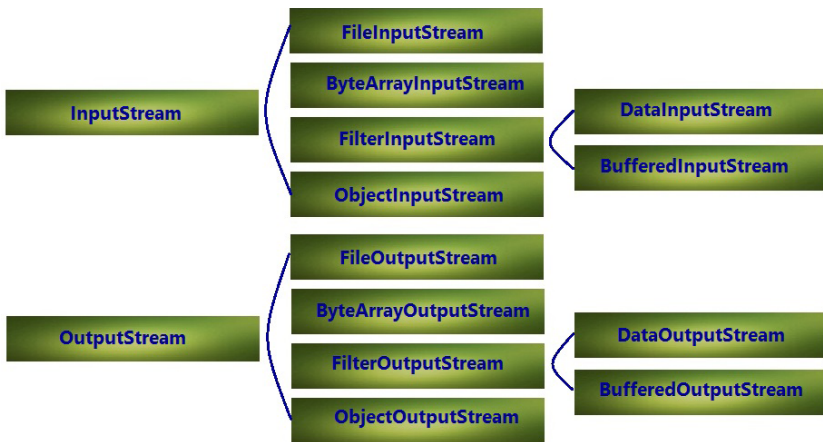 InputStream
FileInputStream
ByteArrayInputStream
FilterInputStream
ObjectInputStream
DataInputStream
BufferedInputStream
OutputStream
FileOutputStream
ByteArrayOutputStream
FilterOutputStream
ObjectOutputStream
DataOutputStream
BufferedOutputStream